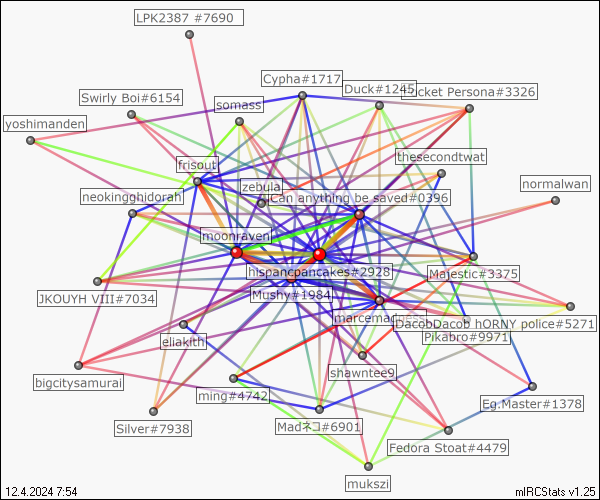 LPK2387 #7690
Cypha#1717
Duck#1245
cket Persona#3326
Swirly Boi#6154
somass
yoshimanden
thesecondtwat
frisout
zebula
normalwan
neokingghidorah
Can anything be saved#0396
moonraven
hispancpancakes#2928
Majestic#3375
JKOUYH VIII#7034
Mushy#1984
marcema
DacobDacob hORNY police#5271
eliakith
Pikabro#9971
shawntee9
bigcitysamurai
ming#4742
Eg.Master#1378
Silver#7938
Madネコ#6901
Fedora Stoat#4479
mukszi
12.4.2024 7:54
mIRCStats v1.25